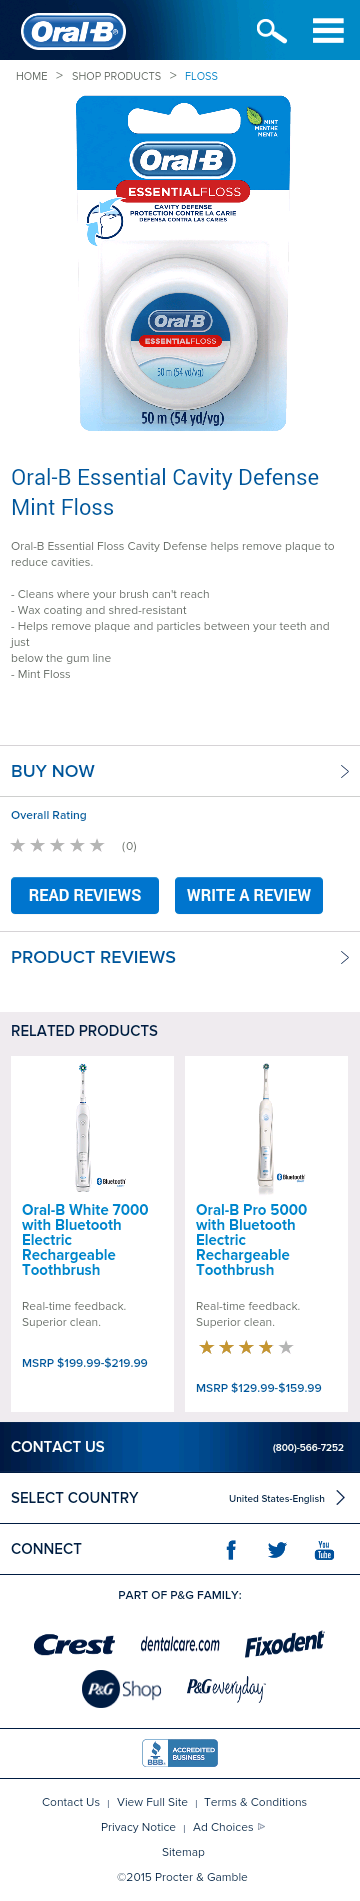 Oral-B
HOME > SHOP PRODUCTS > FLOSS
MINT
MENTHE
MENTA
Oral-B
ESSENTIALFLOSS
CAVITY DEFENSE
PROTECTION CONTRE LA CARIE
DEFENSA CONTRA LAS CARIES
Oral-B
ESSENTIALFLOSS
50 m (54 yd/vg)
50 m (54 yd/vg)
Oral-B Essential Cavity Defense
Mint Floss
Oral-B Essential Floss Cavity Defense helps remove plaque to
reduce cavities.
- Cleans where your brush can't reach
- Wax coating and shred-resistant
- Helps remove plaque and particles between your teeth and
just
below the gum line
- Mint Floss
BUY NOW
Overall Rating
(0)
READ REVIEWS WRITE A REVIEW
PRODUCT REVIEWS
RELATED PRODUCTS
Bluetooth
Oral-B White 7000
with Bluetooth
Electric
Rechargeable
Toothbrush
Real-time feedback.
Superior clean.
MSRP $199.99-$219.99
Bluetooth
Oral-B Pro 5000
with Bluetooth
Electric
Rechargeable
Toothbrush
Real-time feedback.
Superior clean.
MSRP $129.99-$159.99
CONTACT US (800)-566-7252
SELECT COUNTRY United States-English
CONNECT f You Tube
PART OF P&G FAMILY:
Crest dentalcare.com Fixodent
P&G Shop P&G everyday
BBB. ACCREDITED
BUSINESS
Contact Us | View Full Site | Terms & Conditions
Privacy Notice | Ad Choices
Sitemap
©2015 Procter & Gamble